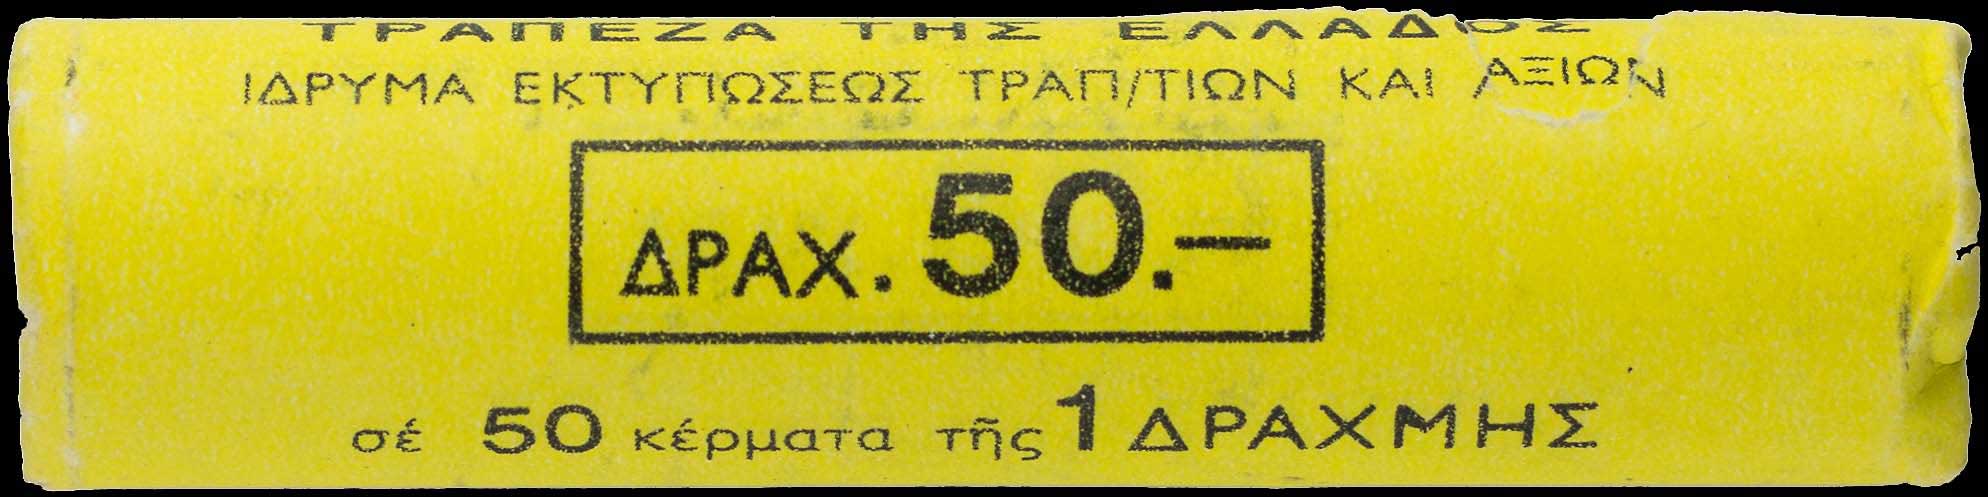 ΤΡΑΠΕΖΑ ΤΗΣ ΕΛΛΑΔΟΣ
ΙΔΡΥΜΑ ΕΚΤΥΠΩΣΕΩΣ ΤΡΑΠ/ΤΙΩΝ ΚΑΙ ΑΞΙΩΝ
ΔΡΑΧ. 50.—
σέ 50 κέρματα τῆς 1 ΔΡΑΧΜΗΣ